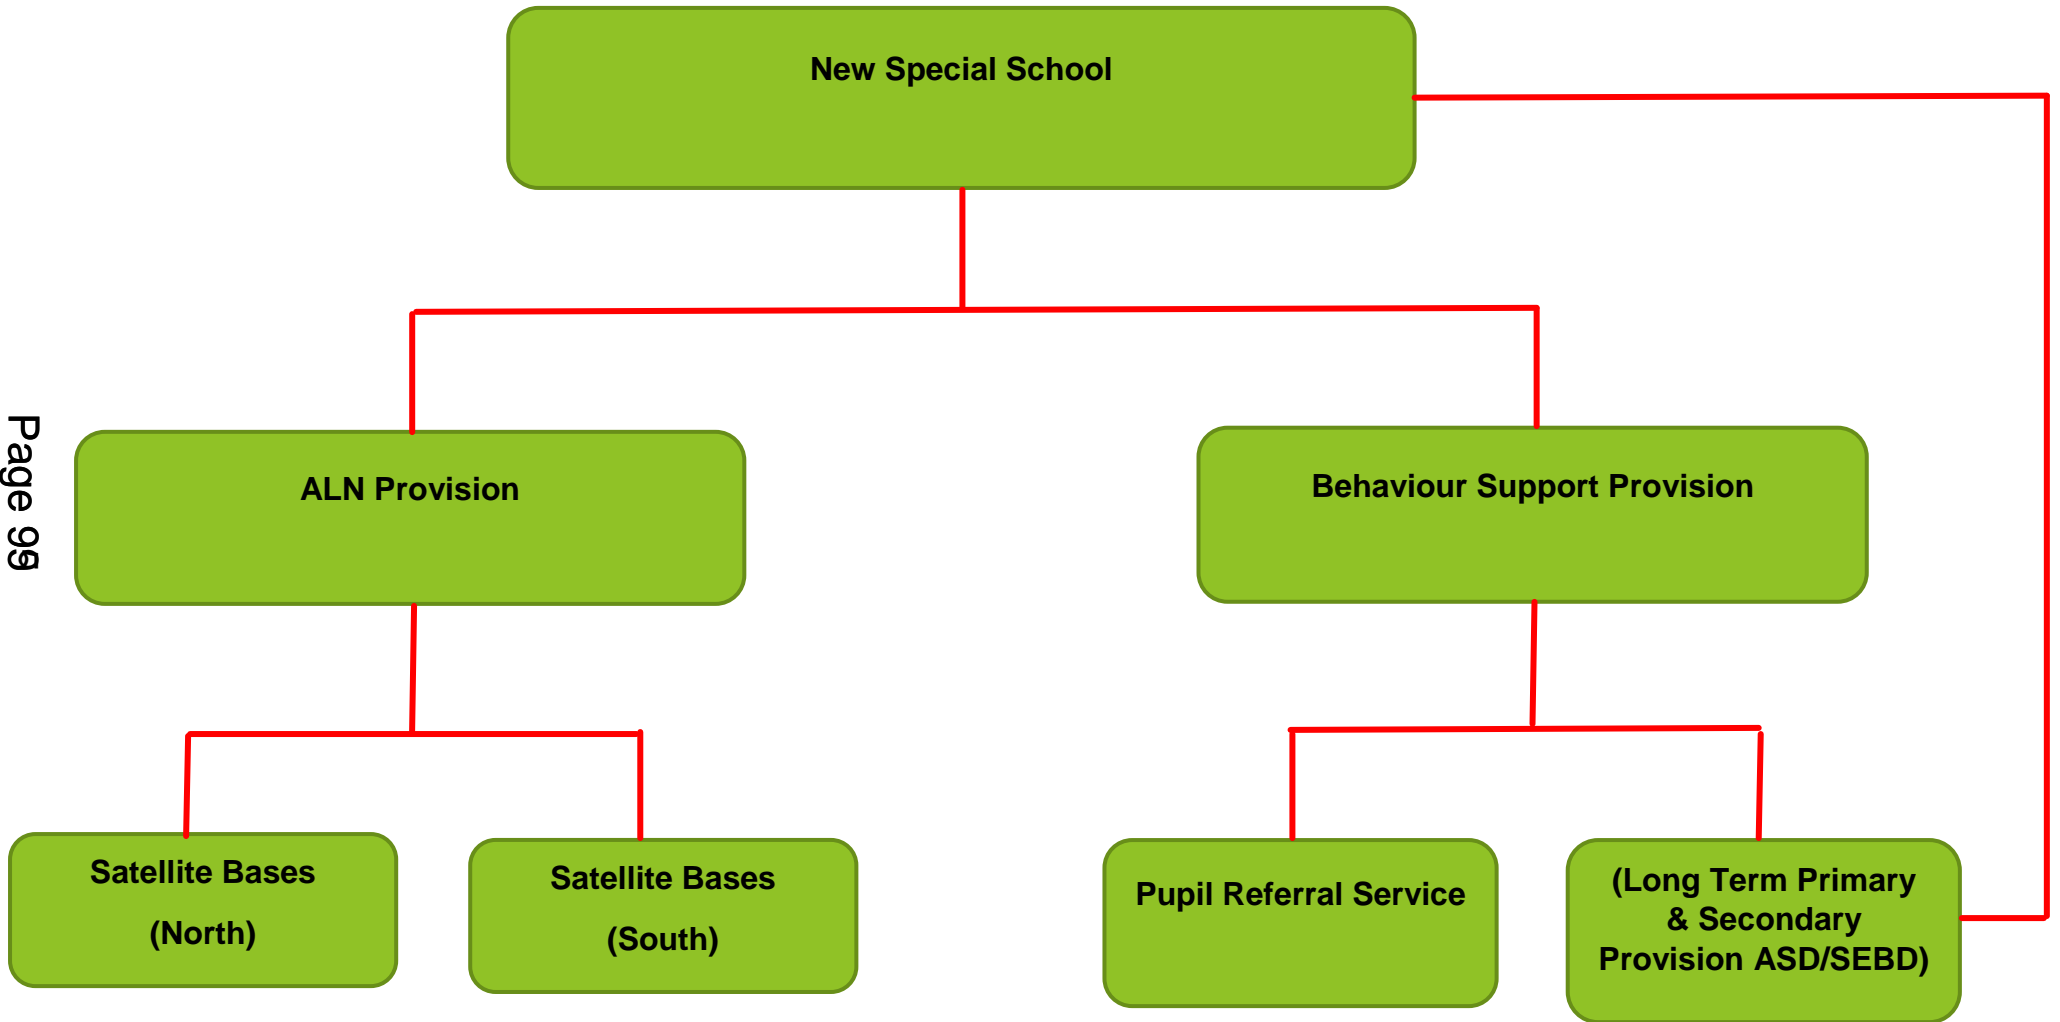 New Special School
ALN Provision
Behaviour Support Provision
Satellite Bases
(North)
Satellite Bases
(South)
Pupil Referral Service
(Long Term Primary
& Secondary
Provision ASD/SEBD)
Page